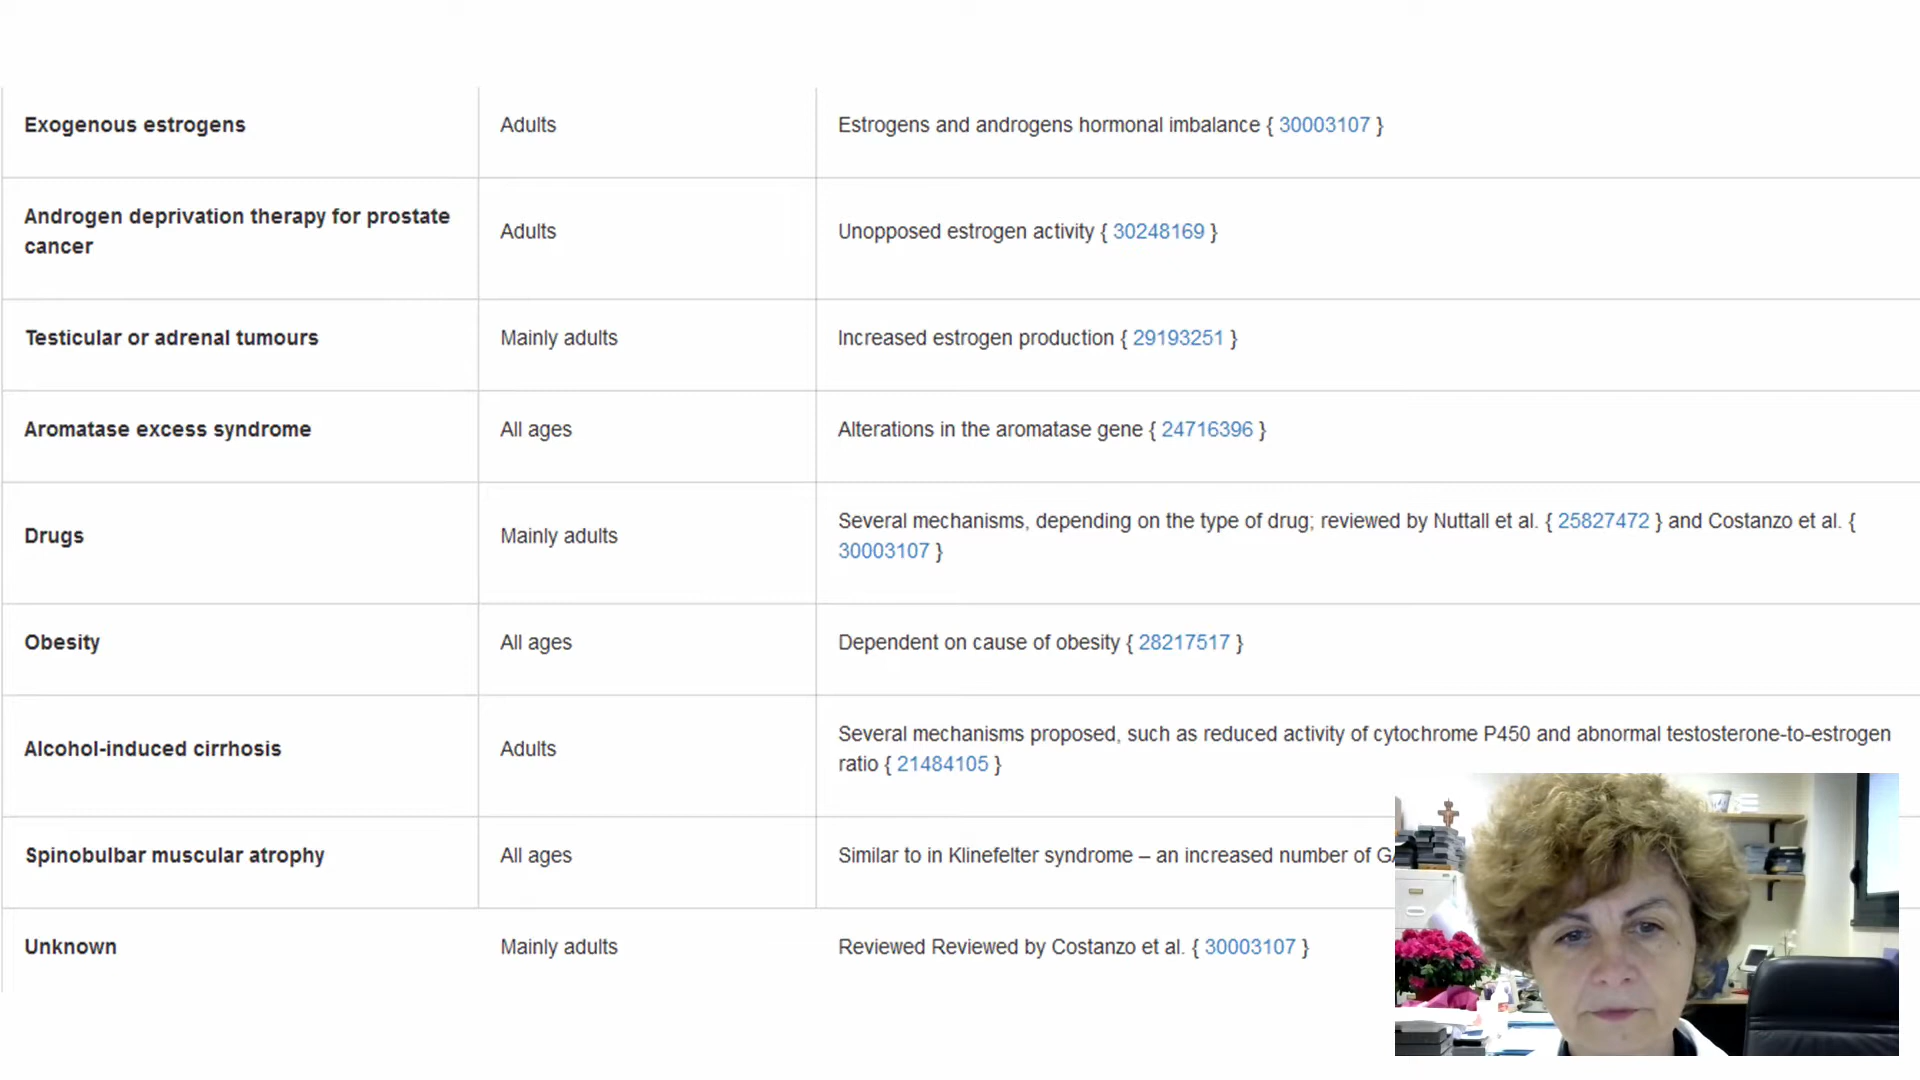 Exogenous estrogens
Adults
Estrogens and androgens hormonal imbalance { 30003107 }
Androgen deprivation therapy for prostate
cancer
Adults
Unopposed estrogen activity { 30248169 }
Testicular or adrenal tumours
Mainly adults
Increased estrogen production { 29193251 }
Aromatase excess syndrome
All ages
Alterations in the aromatase gene { 24716396 }
Drugs
Mainly adults
Several mechanisms, depending on the type of drug; reviewed by Nuttall et al. { 25827472 } and Costanzo et al. {
30003107 }
Obesity
All ages
Dependent on cause of obesity { 28217517 }
Alcohol-induced cirrhosis
Adults
Several mechanisms proposed, such as reduced activity of cytochrome P450 and abnormal testosterone-to-estrogen
ratio { 21484105 }
Spinobulbar muscular atrophy
All ages
Similar to in Klinefelter syndrome – an increased number of
Unknown
Mainly adults
Reviewed Reviewed by Costanzo et al. { 30003107 }